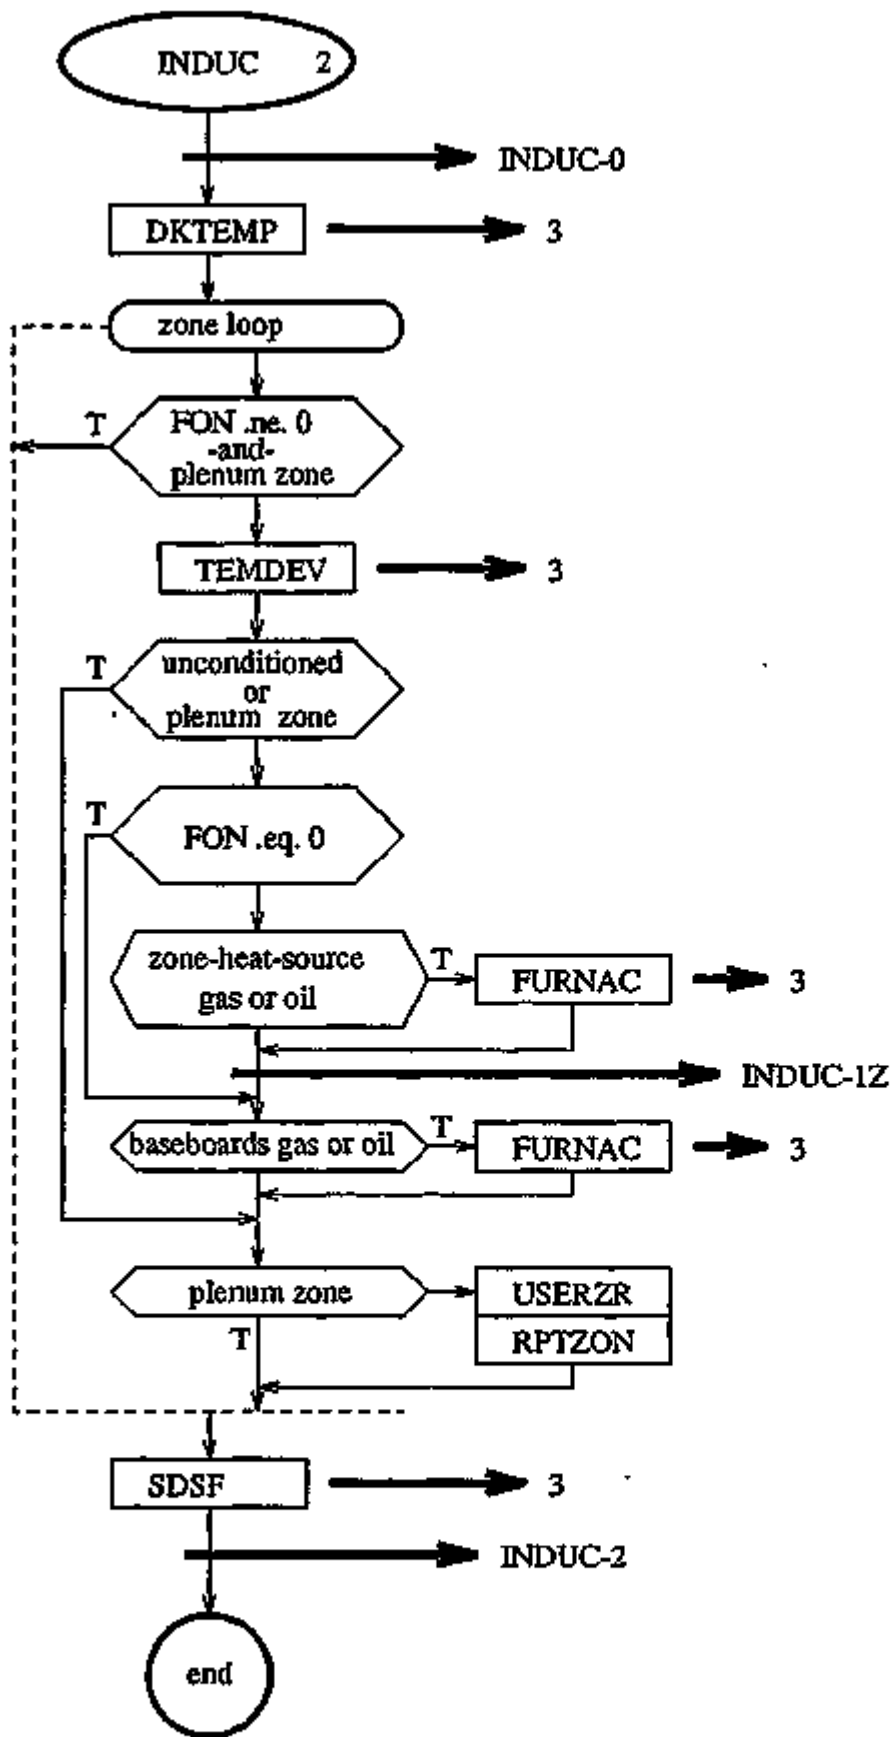 INDUC 2
INDUC-0
DKTEMP 3
zone loop
T FON .ne. 0
-and-
plenum zone
TEMDEV 3
T unconditioned
or
plenum zone
T
FON .eq. 0
zone-heat-source T
gas or oil FURNAC 3
INDUC-1Z
baseboards gas or oil T FURNAC 3
plenum zone USERZR
T RPTZON
SDSF 3
INDUC-2
end